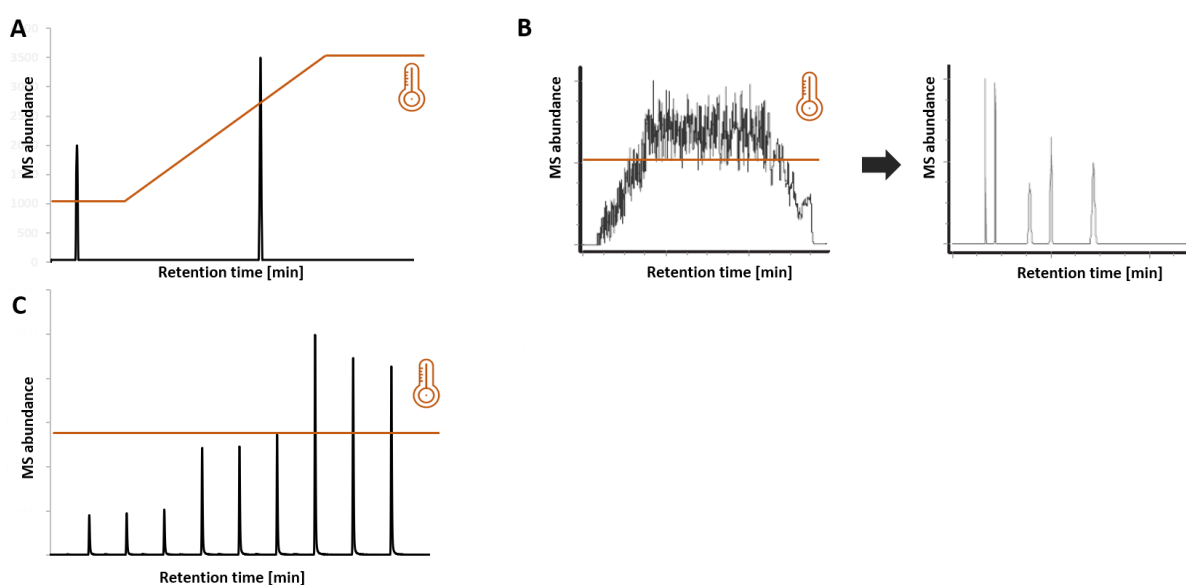 A
3500
1000
500
0
MS abundance
Retention time [min]
B
MS abundance
Retention time [min]
MS abundance
Retention time [min]
C
MS abundance
Retention time [min]